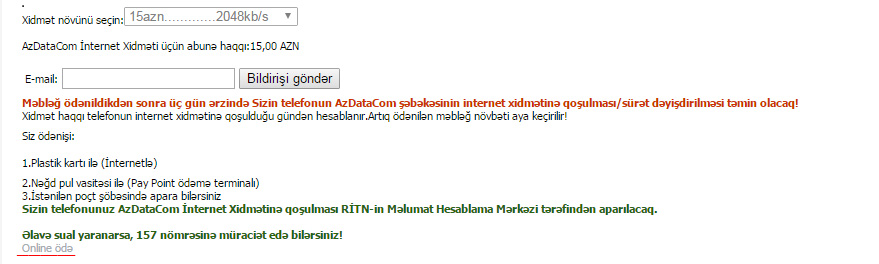 Xidmət növünü seçin: 15azn.............2048kb/s
AzDataCom İnternet Xidməti üçün abunə haqqı:15,00 AZN
E-mail: Bildirişi göndər
Məbləğ ödənildikdən sonra üç gün ərzində Sizin telefonun AzDataCom şəbəkəsinin internet xidmətinə qoşulması/sürət dəyişdirilməsi təmin olacaq!
Xidmət haqqı telefonun internet xidmətinə qoşulduğu gündən hesablanır.Artıq ödənilən məbləğ növbəti aya keçirilir!
Siz ödənişi:
1.Plastik kartı ilə (İnternetlə)
2.Nəğd pul vasitəsi ilə (Pay Point ödəmə terminalı)
3.İstənilən poçt şöbəsində apara bilərsiniz
Sizin telefonunuz AzDataCom İnternet Xidmətinə qoşulması RİTN-in Məlumat Hesablama Mərkəzi tərəfindən aparılacaq.
Əlavə sual yaranarsa, 157 nömrəsinə müraciət edə bilərsiniz!
Online ödə